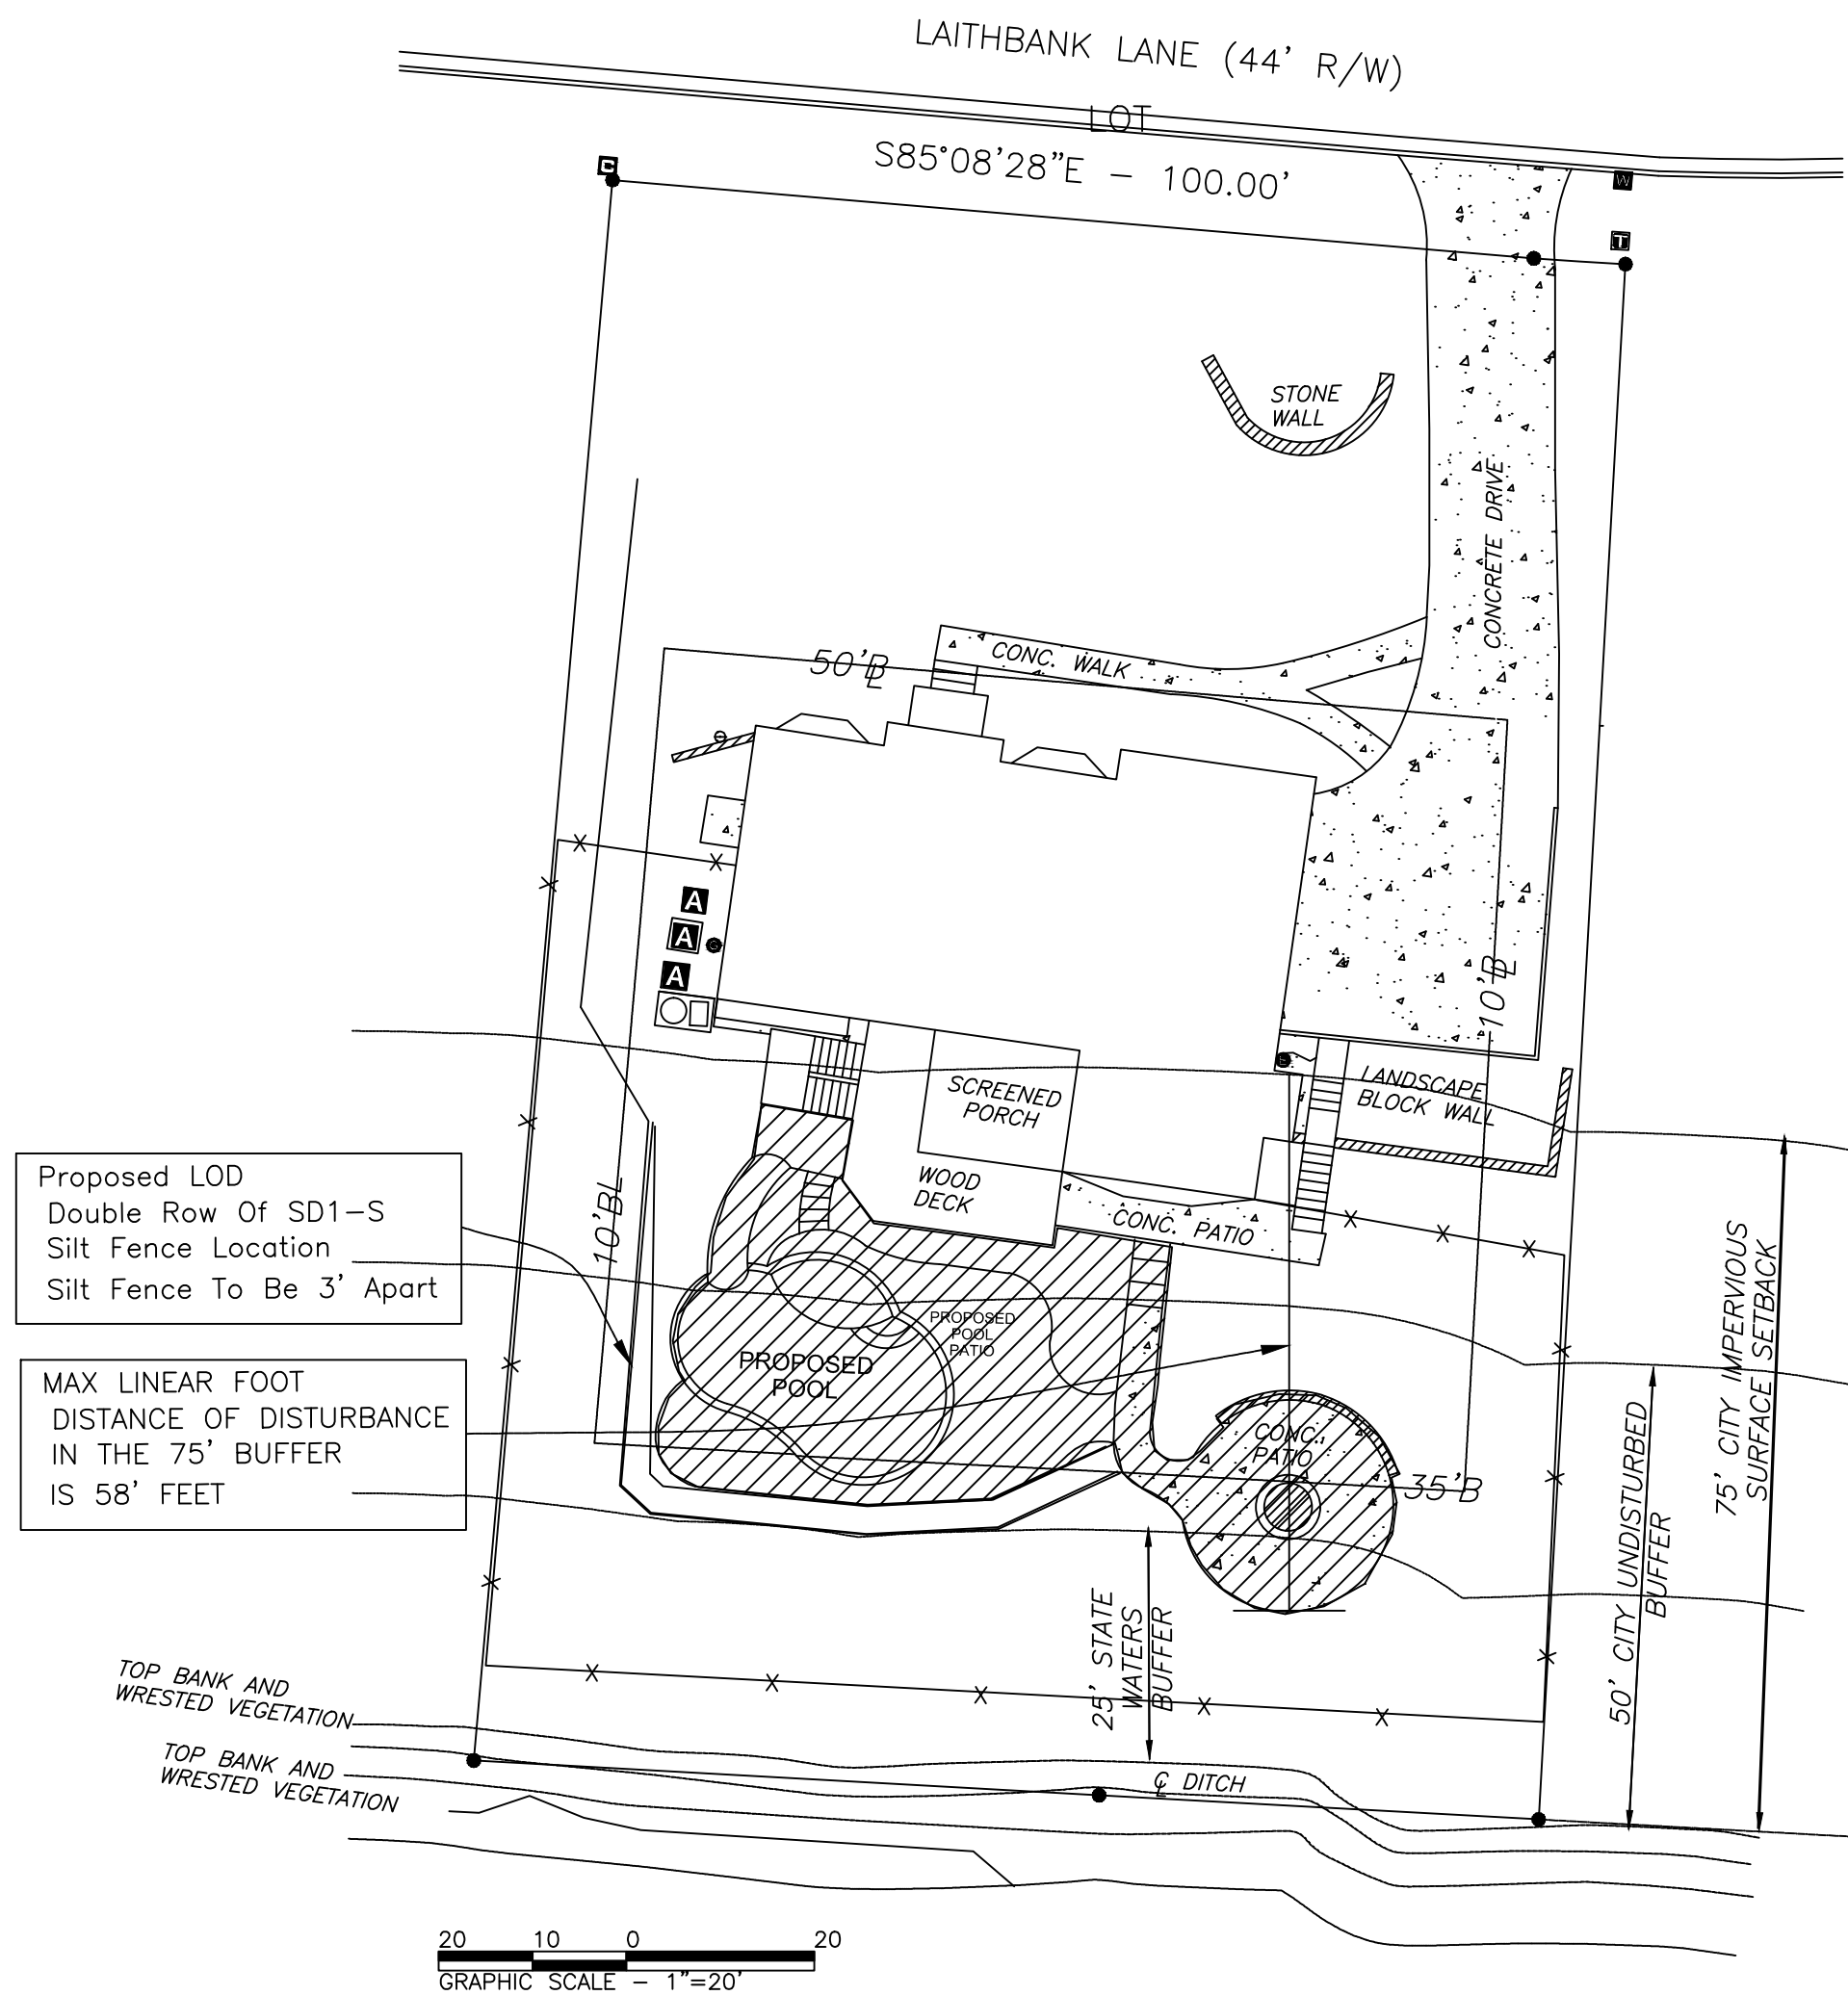 LAITHBANK LANE (44' R/W)
LOT
S85°08'28"E - 100.00'
C
W
T
STONE
WALL
CONCRETE DRIVE
CONC. WALK
50'BL
A
A
G
A
10'BL
SCREENED
PORCH
LANDSCAPE
BLOCK WALL
WOOD
DECK
CONC. PATIO
Proposed LOD
Double Row Of SD1-S
Silt Fence Location
Silt Fence To Be 3' Apart
10'BL
75' CITY IMPERVIOUS
SURFACE SETBACK
PROPOSED
POOL
PATIO
PROPOSED
POOL
MAX LINEAR FOOT
DISTANCE OF DISTURBANCE
IN THE 75' BUFFER
IS 58' FEET
CONC.
PATIO
35'B
50' CITY UNDISTURBED
BUFFER
25' STATE
WATERS
BUFFER
TOP BANK AND
WRESTED VEGETATION
TOP BANK AND
WRESTED VEGETATION
℄ DITCH
20 10 0 20
GRAPHIC SCALE - 1"=20'